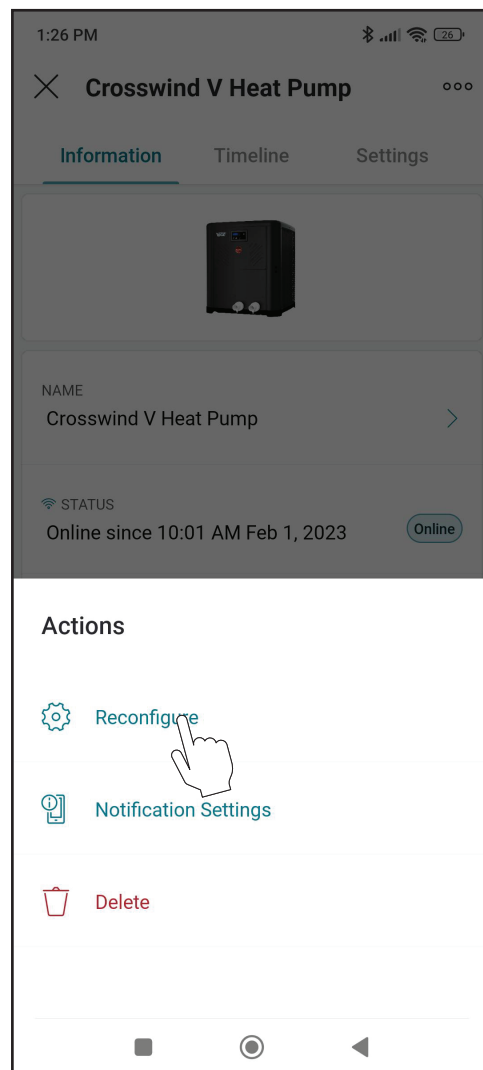 1:26 PM
26
Crosswind V Heat Pump
Information Timeline Settings
NAME
Crosswind V Heat Pump
STATUS
Online since 10:01 AM Feb 1, 2023
Online
Actions
Reconfigure
Notification Settings
Delete